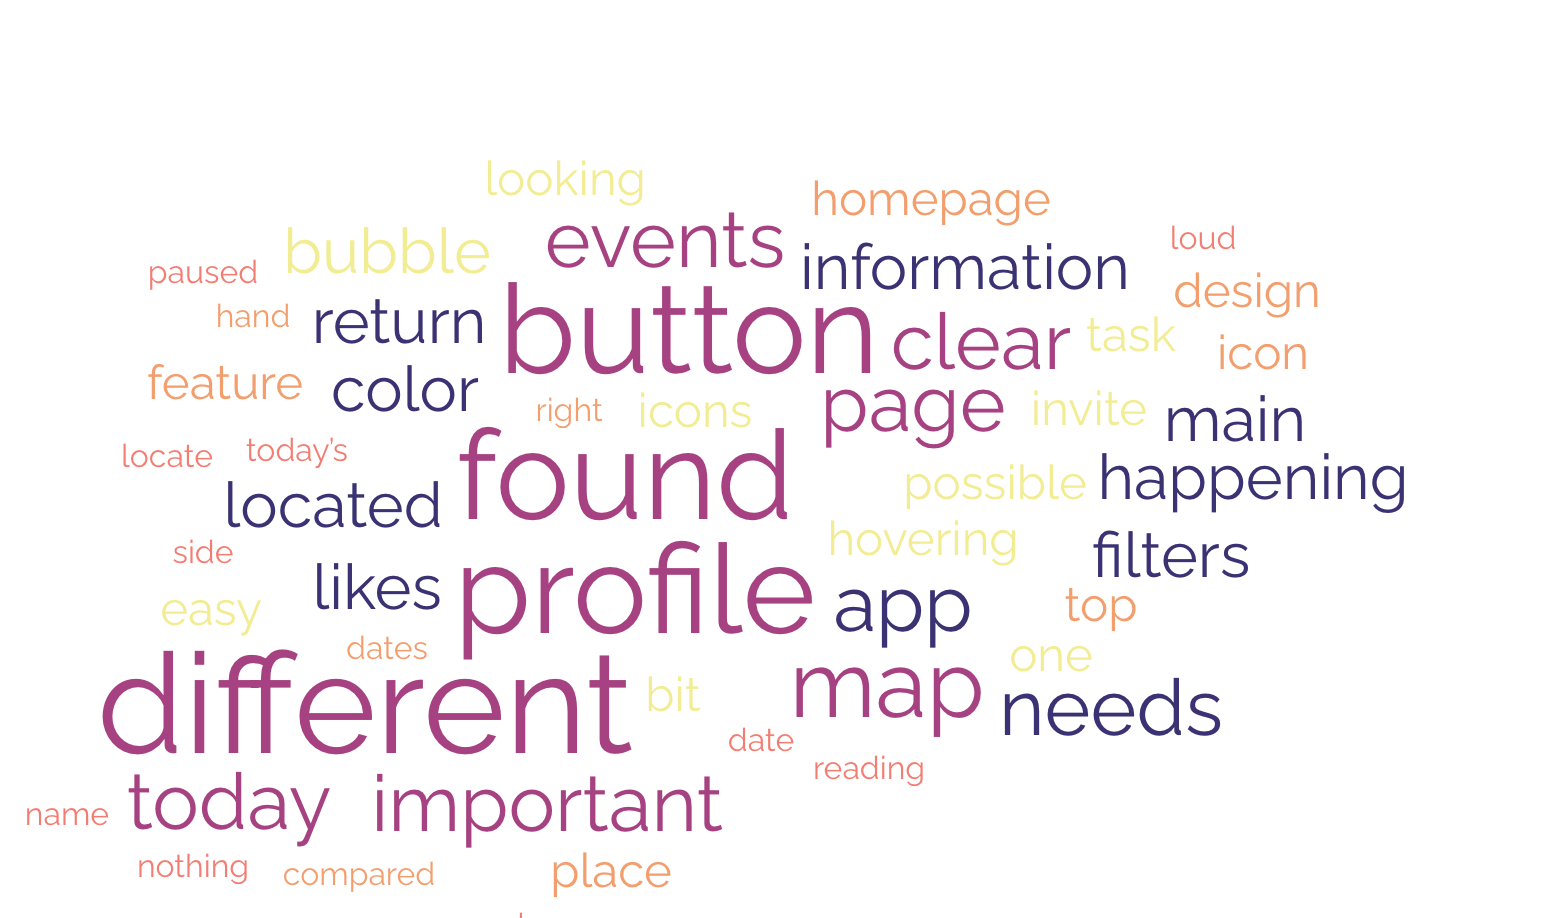 looking
homepage
events
loud
bubble
information
paused
design
hand
return
button
clear
task
icon
feature
color
right
icons
page
invite
main
locate
today's
found
possible
happening
located
hovering
filters
side
likes
profile
app
top
easy
dates
one
different
bit
map
needs
date
reading
name
today
important
nothing
compared
place